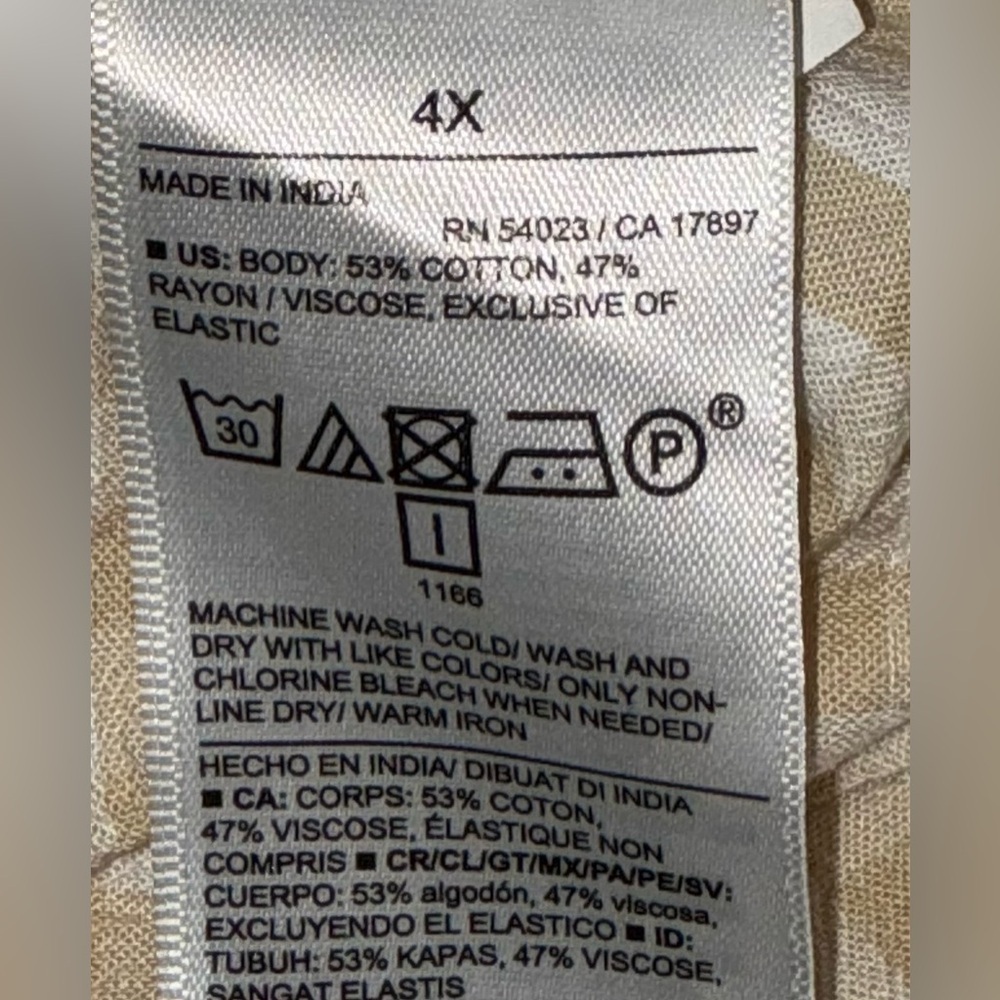 4X
MADE IN INDIA
RN 54023 / CA 17897
■ US: BODY: 53% COTTON, 47%
RAYON / VISCOSE, EXCLUSIVE OF
ELASTIC
30
P ®
1166
MACHINE WASH COLD/ WASH AND
DRY WITH LIKE COLORS/ ONLY NON-
CHLORINE BLEACH WHEN NEEDED/
LINE DRY/ WARM IRON
HECHO EN INDIA/ DIBUAT DI INDIA
■ CA: CORPS: 53% COTON,
47% VISCOSE, ÉLASTIQUE NON
COMPRIS ■ CR/CL/GT/MX/PA/PE/SV:
CUERPO: 53% algodón, 47% viscosa,
EXCLUYENDO EL ELASTICO ■ ID:
TUBUH: 53% KAPAS, 47% VISCOSE,
SANGAT ELASTIS